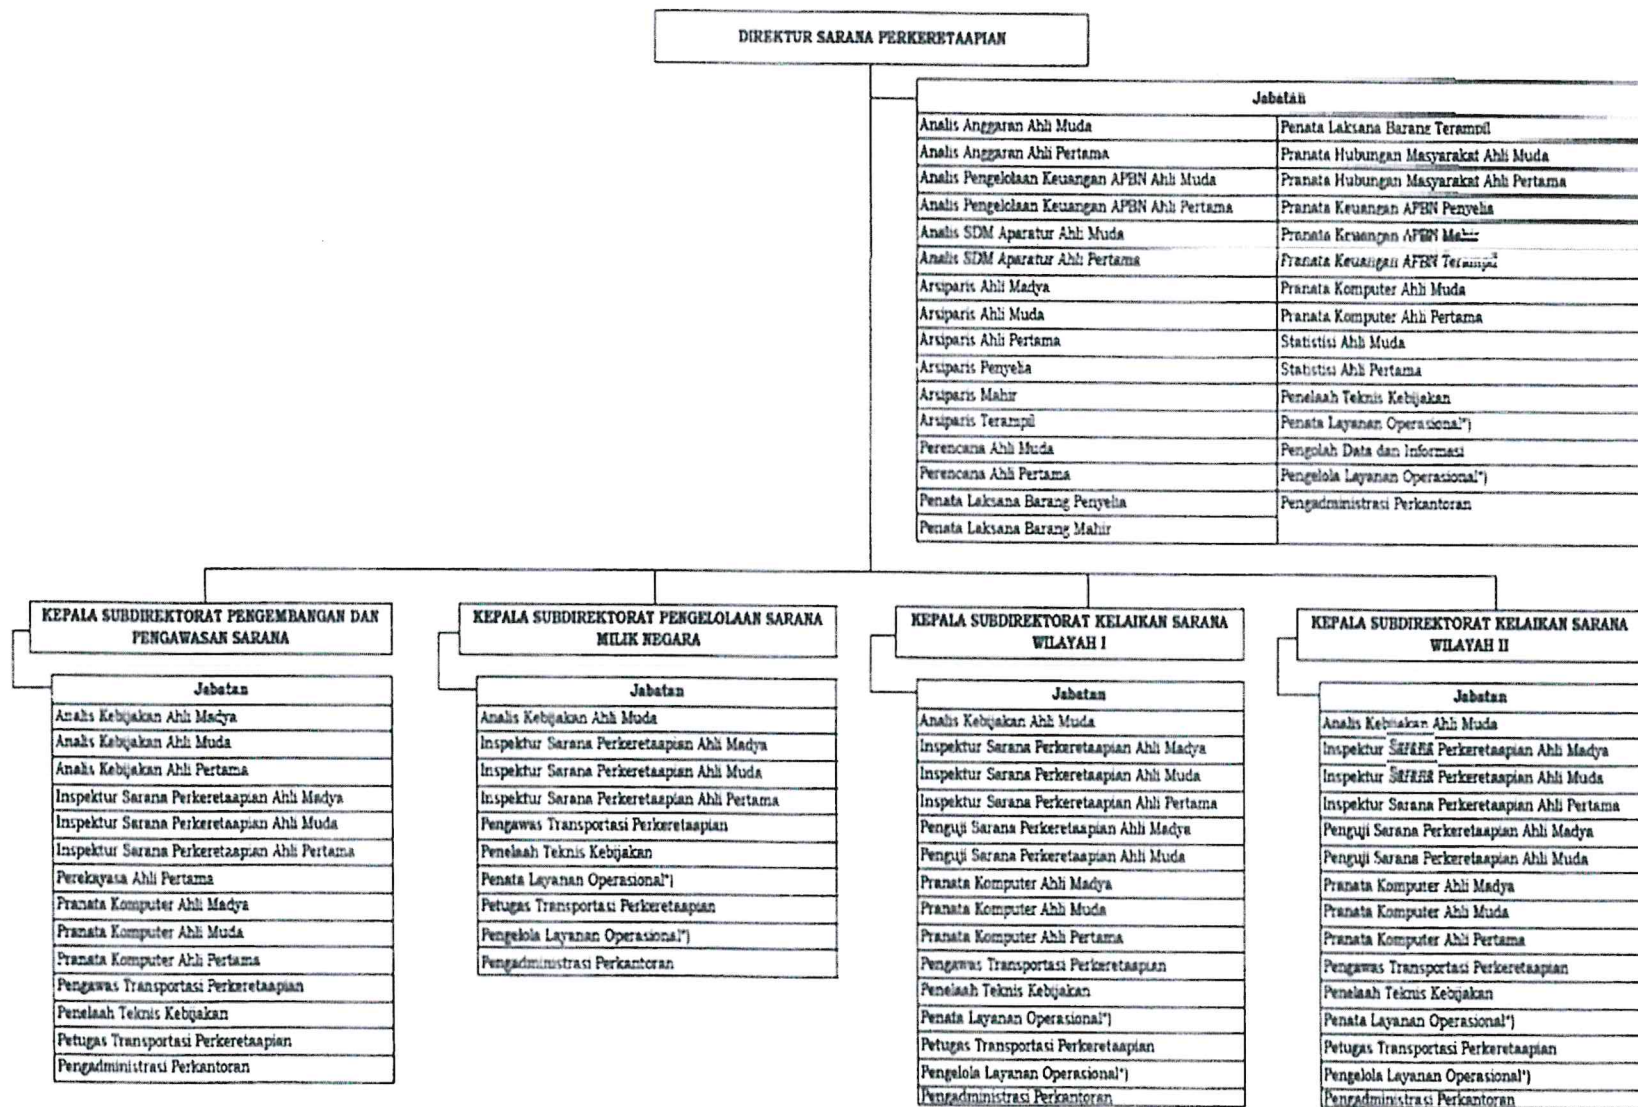 DIREKTUR SARANA PERKERETAAPIAN
Jabatan
Analis Anggaran Ahli Muda
Analis Anggaran Ahli Pertama
Analis Pengelolaan Keuangan APBN Ahli Muda
Analis Pengelolaan Keuangan APBN Ahli Pertama
Analis SDM Aparatur Ahli Muda
Analis SDM Aparatur Ahli Pertama
Arsiparis Ahli Madya
Arsiparis Ahli Muda
Arsiparis Ahli Pertama
Arsiparis Penyelia
Arsiparis Mahir
Arsiparis Terampil
Perencana Ahli Muda
Perencana Ahli Pertama
Penata Laksana Barang Penyelia
Penata Laksana Barang Mahir
Penata Laksana Barang Terampil
Pranata Hubungan Masyarakat Ahli Muda
Pranata Hubungan Masyarakat Ahli Pertama
Pranata Keuangan APBN Penyelia
Pranata Keuangan APBN Mahir
Pranata Keuangan APBN Terampil
Pranata Komputer Ahli Muda
Pranata Komputer Ahli Pertama
Statistisi Ahli Muda
Statistisi Ahli Pertama
Penelaah Teknis Kebijakan
Penata Layanan Operasional*)
Pengolah Data dan Informasi
Pengelola Layanan Operasional*)
Pengadministrasi Perkantoran
KEPALA SUBDIREKTORAT PENGEMBANGAN DAN
PENGAWASAN SARANA
Jabatan
Analis Kebijakan Ahli Madya
Analis Kebijakan Ahli Muda
Analis Kebijakan Ahli Pertama
Inspektur Sarana Perkeretaapian Ahli Madya
Inspektur Sarana Perkeretaapian Ahli Muda
Inspektur Sarana Perkeretaapian Ahli Pertama
Perekayasa Ahli Pertama
Pranata Komputer Ahli Madya
Pranata Komputer Ahli Muda
Pranata Komputer Ahli Pertama
Pengawas Transportasi Perkeretaapian
Penelaah Teknis Kebijakan
Petugas Transportasi Perkeretaapian
Pengadministrasi Perkantoran
KEPALA SUBDIREKTORAT PENGELOLAAN SARANA
MILIK NEGARA
Jabatan
Analis Kebijakan Ahli Muda
Inspektur Sarana Perkeretaapian Ahli Madya
Inspektur Sarana Perkeretaapian Ahli Muda
Inspektur Sarana Perkeretaapian Ahli Pertama
Pengawas Transportasi Perkeretaapian
Penelaah Teknis Kebijakan
Penata Layanan Operasional*)
Petugas Transportasi Perkeretaapian
Pengelola Layanan Operasional*)
Pengadministrasi Perkantoran
KEPALA SUBDIREKTORAT KELAIKAN SARANA
WILAYAH I
Jabatan
Analis Kebijakan Ahli Muda
Inspektur Sarana Perkeretaapian Ahli Madya
Inspektur Sarana Perkeretaapian Ahli Muda
Inspektur Sarana Perkeretaapian Ahli Pertama
Penguji Sarana Perkeretaapian Ahli Madya
Penguji Sarana Perkeretaapian Ahli Muda
Pranata Komputer Ahli Madya
Pranata Komputer Ahli Muda
Pranata Komputer Ahli Pertama
Pengawas Transportasi Perkeretaapian
Penelaah Teknis Kebijakan
Penata Layanan Operasional*)
Petugas Transportasi Perkeretaapian
Pengelola Layanan Operasional*)
Pengadministrasi Perkantoran
KEPALA SUBDIREKTORAT KELAIKAN SARANA
WILAYAH II
Jabatan
Analis Kebijakan Ahli Muda
Inspektur Sarana Perkeretaapian Ahli Madya
Inspektur Sarana Perkeretaapian Ahli Muda
Inspektur Sarana Perkeretaapian Ahli Pertama
Penguji Sarana Perkeretaapian Ahli Madya
Penguji Sarana Perkeretaapian Ahli Muda
Pranata Komputer Ahli Madya
Pranata Komputer Ahli Muda
Pranata Komputer Ahli Pertama
Pengawas Transportasi Perkeretaapian
Penelaah Teknis Kebijakan
Penata Layanan Operasional*)
Petugas Transportasi Perkeretaapian
Pengelola Layanan Operasional*)
Pengadministrasi Perkantoran